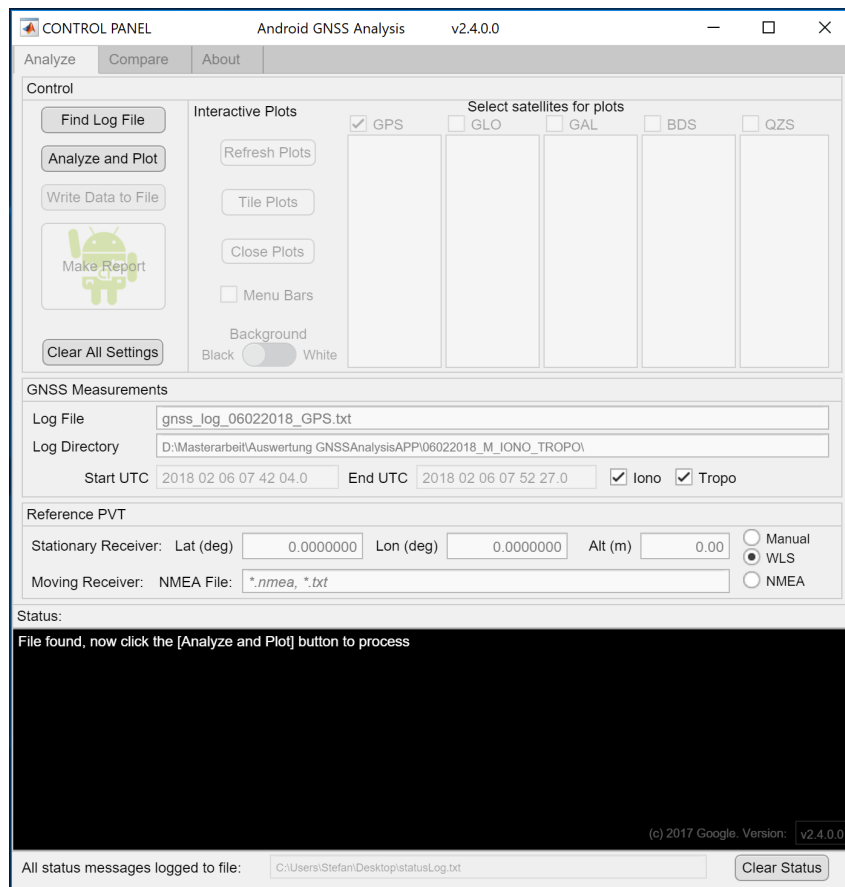 CONTROL PANEL Android GNSS Analysis v2.4.0.0
Analyze Compare About
Control
Find Log File
Analyze and Plot
Write Data to File
Make Report
Clear All Settings
Interactive Plots
Refresh Plots
Tile Plots
Close Plots
Menu Bars
Background
Black White
Select satellites for plots
GPS GLO GAL BDS QZS
GNSS Measurements
Log File gnss_log_06022018_GPS.txt
Log Directory D:\Masterarbeit\Auswertung GNSSAnalysisAPP\06022018_M_IONO_TROPO\
Start UTC 2018 02 06 07 42 04.0 End UTC 2018 02 06 07 52 27.0 Iono Tropo
Reference PVT
Stationary Receiver: Lat (deg) 0.0000000 Lon (deg) 0.0000000 Alt (m) 0.00
Manual
WLS
Moving Receiver: NMEA File: *.nmea, *.txt NMEA
Status:
File found, now click the [Analyze and Plot] button to process
(c) 2017 Google. Version: v2.4.0.0
All status messages logged to file: C:\Users\Stefan\Desktop\statusLog.txt Clear Status